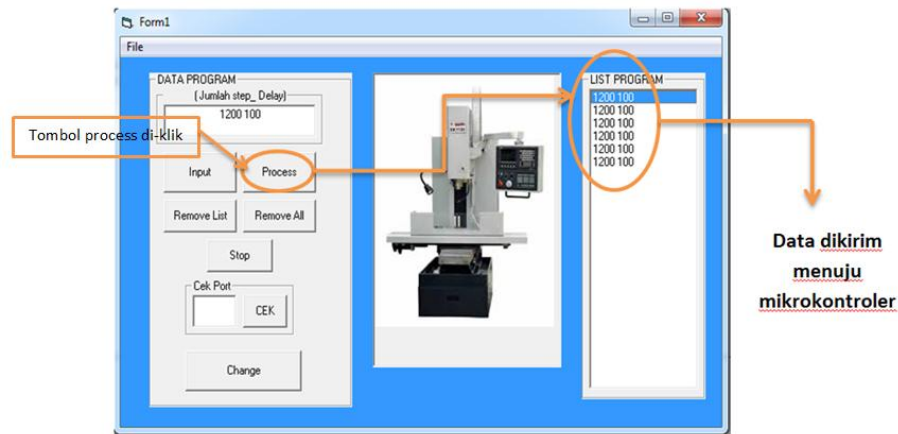 Form1
File
DATA PROGRAM
(Jumlah step_ Delay)
1200 100
Tombol process di-klik
Input
Process
Remove List
Remove All
Stop
Cek Port
CEK
Change
LIST PROGRAM
1200 100
1200 100
1200 100
1200 100
1200 100
1200 100
Data dikirim
menuju
mikrokontroler